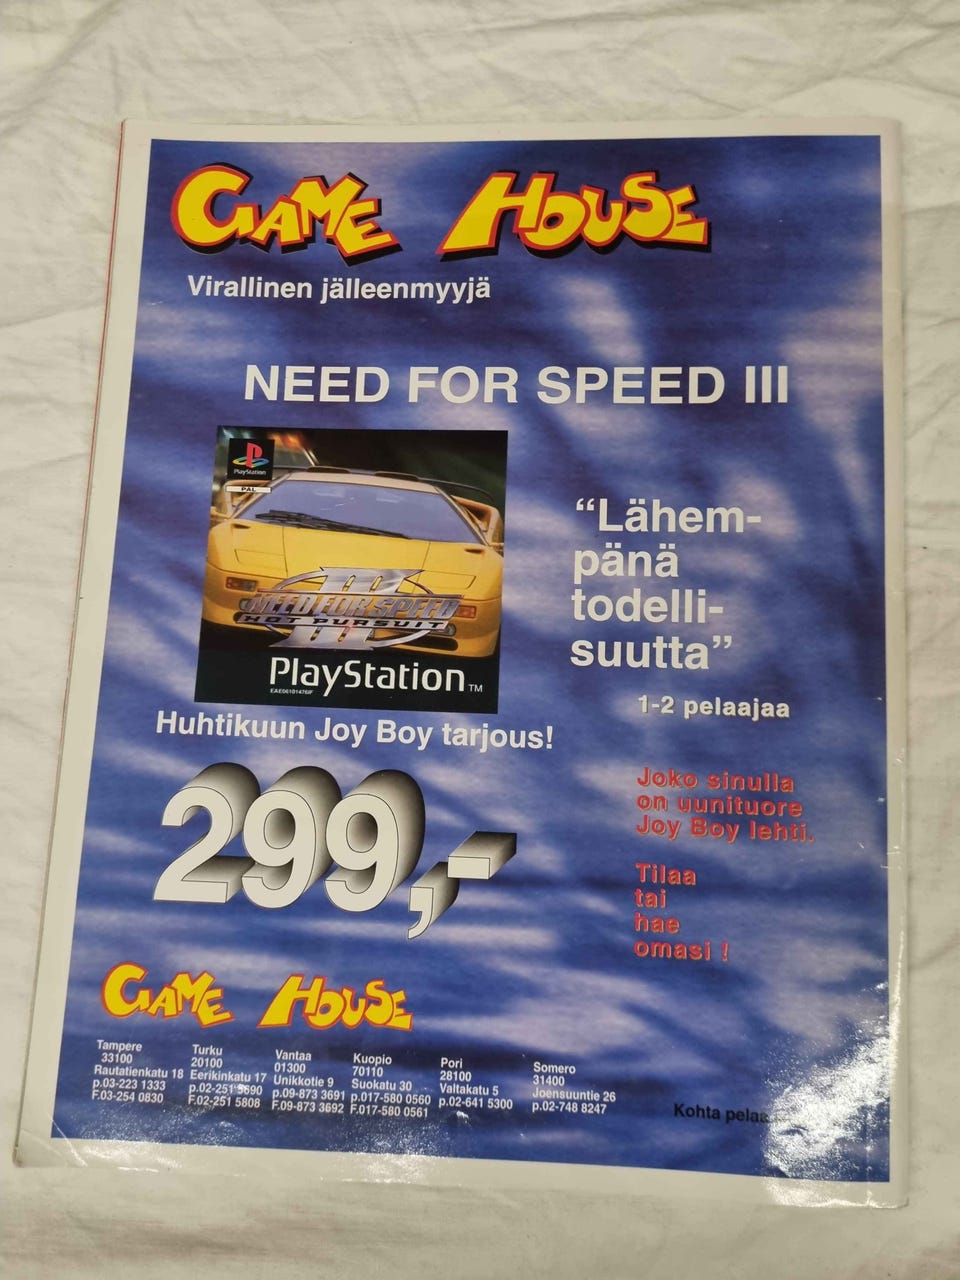 GAME HOUSE
Virallinen jälleenmyyjä
NEED FOR SPEED III
PlayStation
PAL
III
NEED FOR SPEED
HOT PURSUIT
PlayStation TM
“Lähem-
pänä
todelli-
suutta”
1-2 pelaajaa
Huhtikuun Joy Boy tarjous!
299,-
Joko sinulla
on uunituore
Joy Boy lehti.
Tilaa
tai
hae
omasi !
GAME HOUSE
Tampere
33100
Rautatienkatu 18
p.03-223 1333
F.03-254 0830
Turku
20100
Eerikinkatu 17
p.02-251 5690
F.02-251 5808
Vantaa
01300
Unikkotie 9
p.09-873 3691
F.09-873 3692
Kuopio
70110
Suokatu 30
p.017-580 0560
F.017-580 0561
Pori
28100
Valtakatu 5
p.02-641 5300
Somero
31400
Joensuuntie 26
p.02-748 8247
Kohta